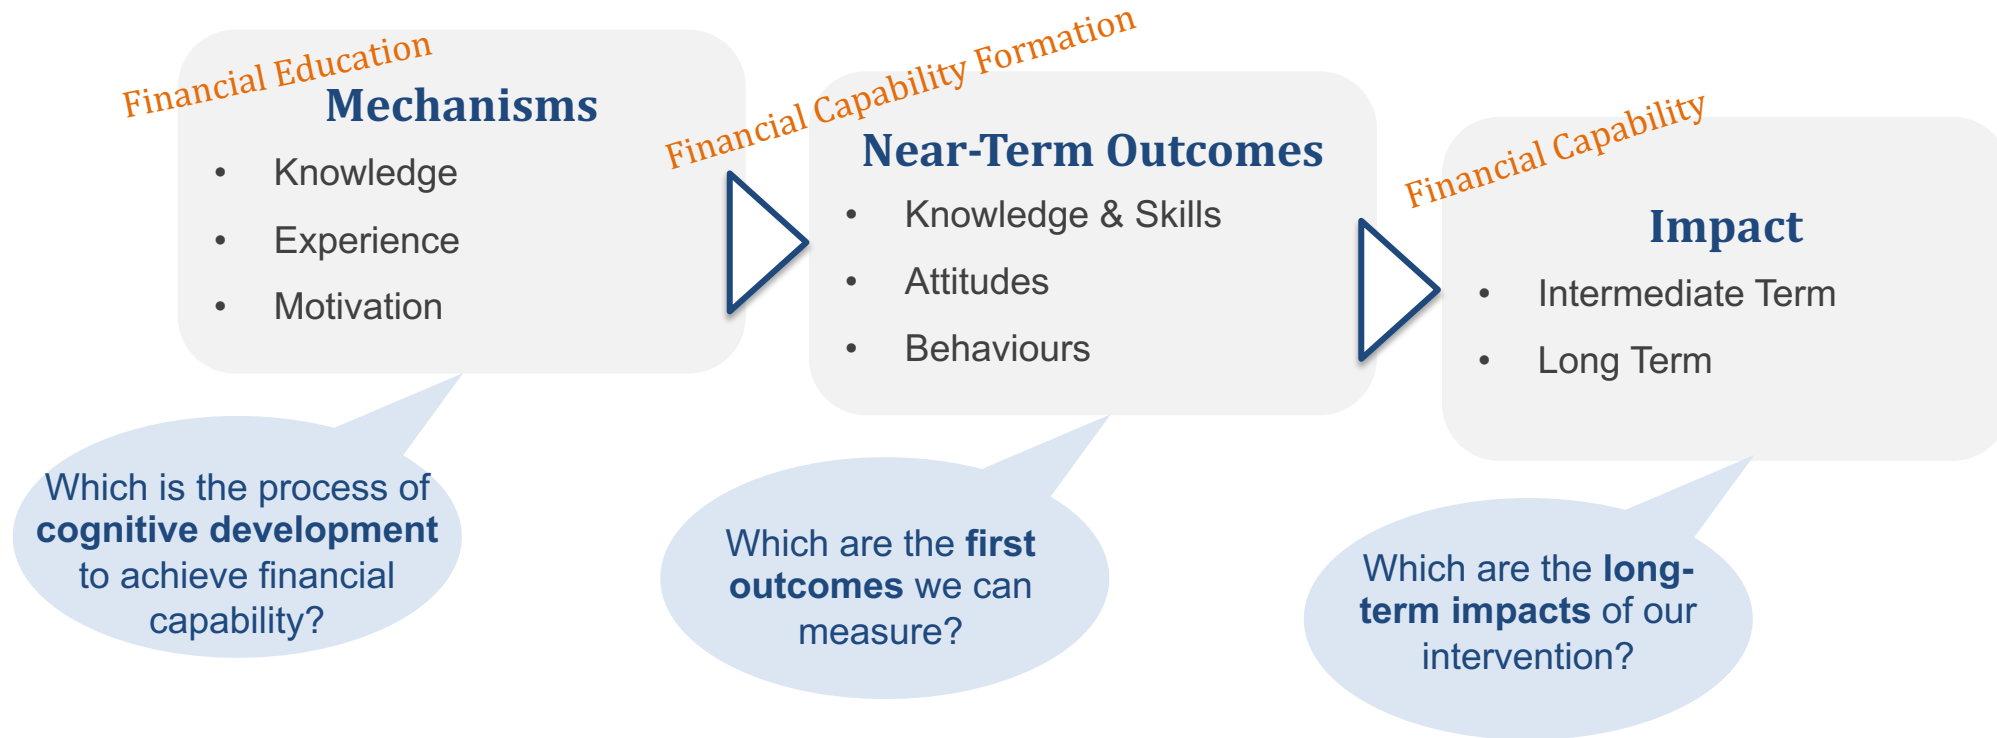 Financial Education
Mechanisms
• Knowledge
• Experience
• Motivation
Which is the process of
cognitive development
to achieve financial
capability?
Financial Capability Formation
Near-Term Outcomes
• Knowledge & Skills
• Attitudes
• Behaviours
Which are the first
outcomes we can
measure?
Financial Capability
Impact
• Intermediate Term
• Long Term
Which are the long-
term impacts of our
intervention?